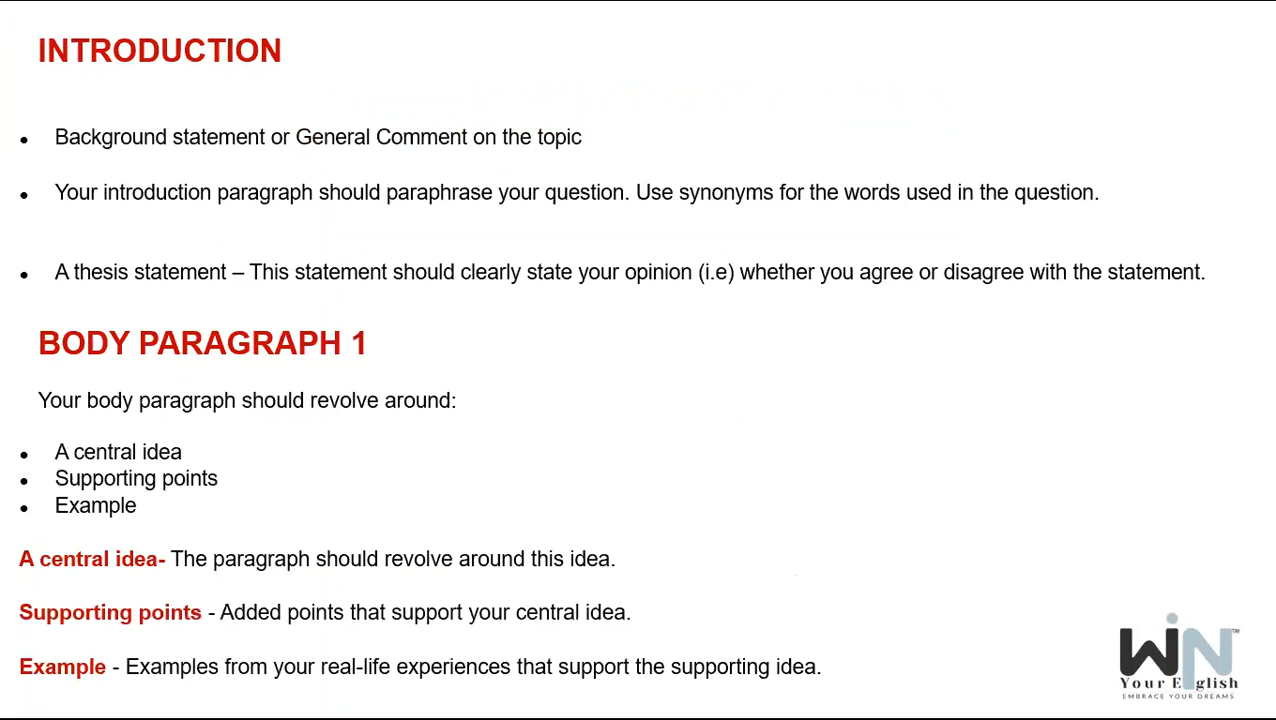 INTRODUCTION
• Background statement or General Comment on the topic
• Your introduction paragraph should paraphrase your question. Use synonyms for the words used in the question.
• A thesis statement – This statement should clearly state your opinion (i.e) whether you agree or disagree with the statement.
BODY PARAGRAPH 1
Your body paragraph should revolve around:
• A central idea
• Supporting points
• Example
A central idea- The paragraph should revolve around this idea.
Supporting points - Added points that support your central idea.
Example - Examples from your real-life experiences that support the supporting idea.
WiN™
Your English
EMBRACE YOUR DREAMS